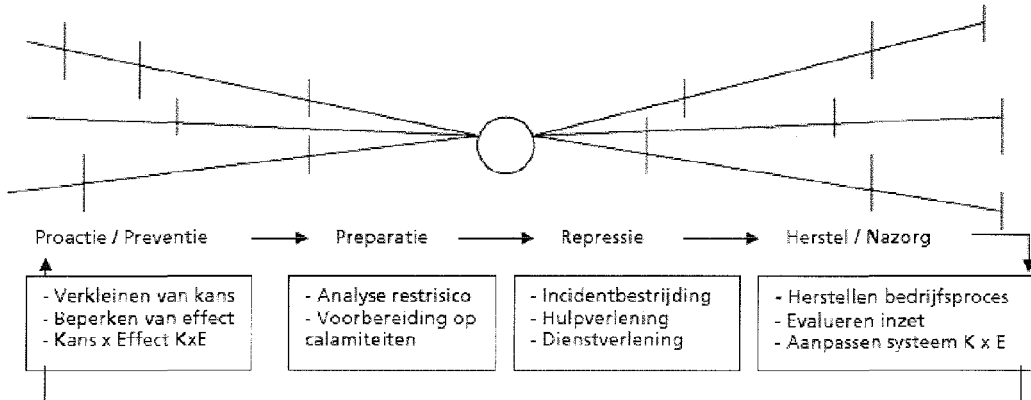 Proactie / Preventie
Preparatie
Repressie
Herstel / Nazorg
- Verkleinen van kans
- Beperken van effect
- Kans x Effect KxE
- Analyse restrisico
- Voorbereiding op
calamiteiten
- Incidentbestrijding
- Hulpverlening
- Dienstverlening
- Herstellen bedrijfsproces
- Evalueren inzet
- Aanpassen systeem K x E